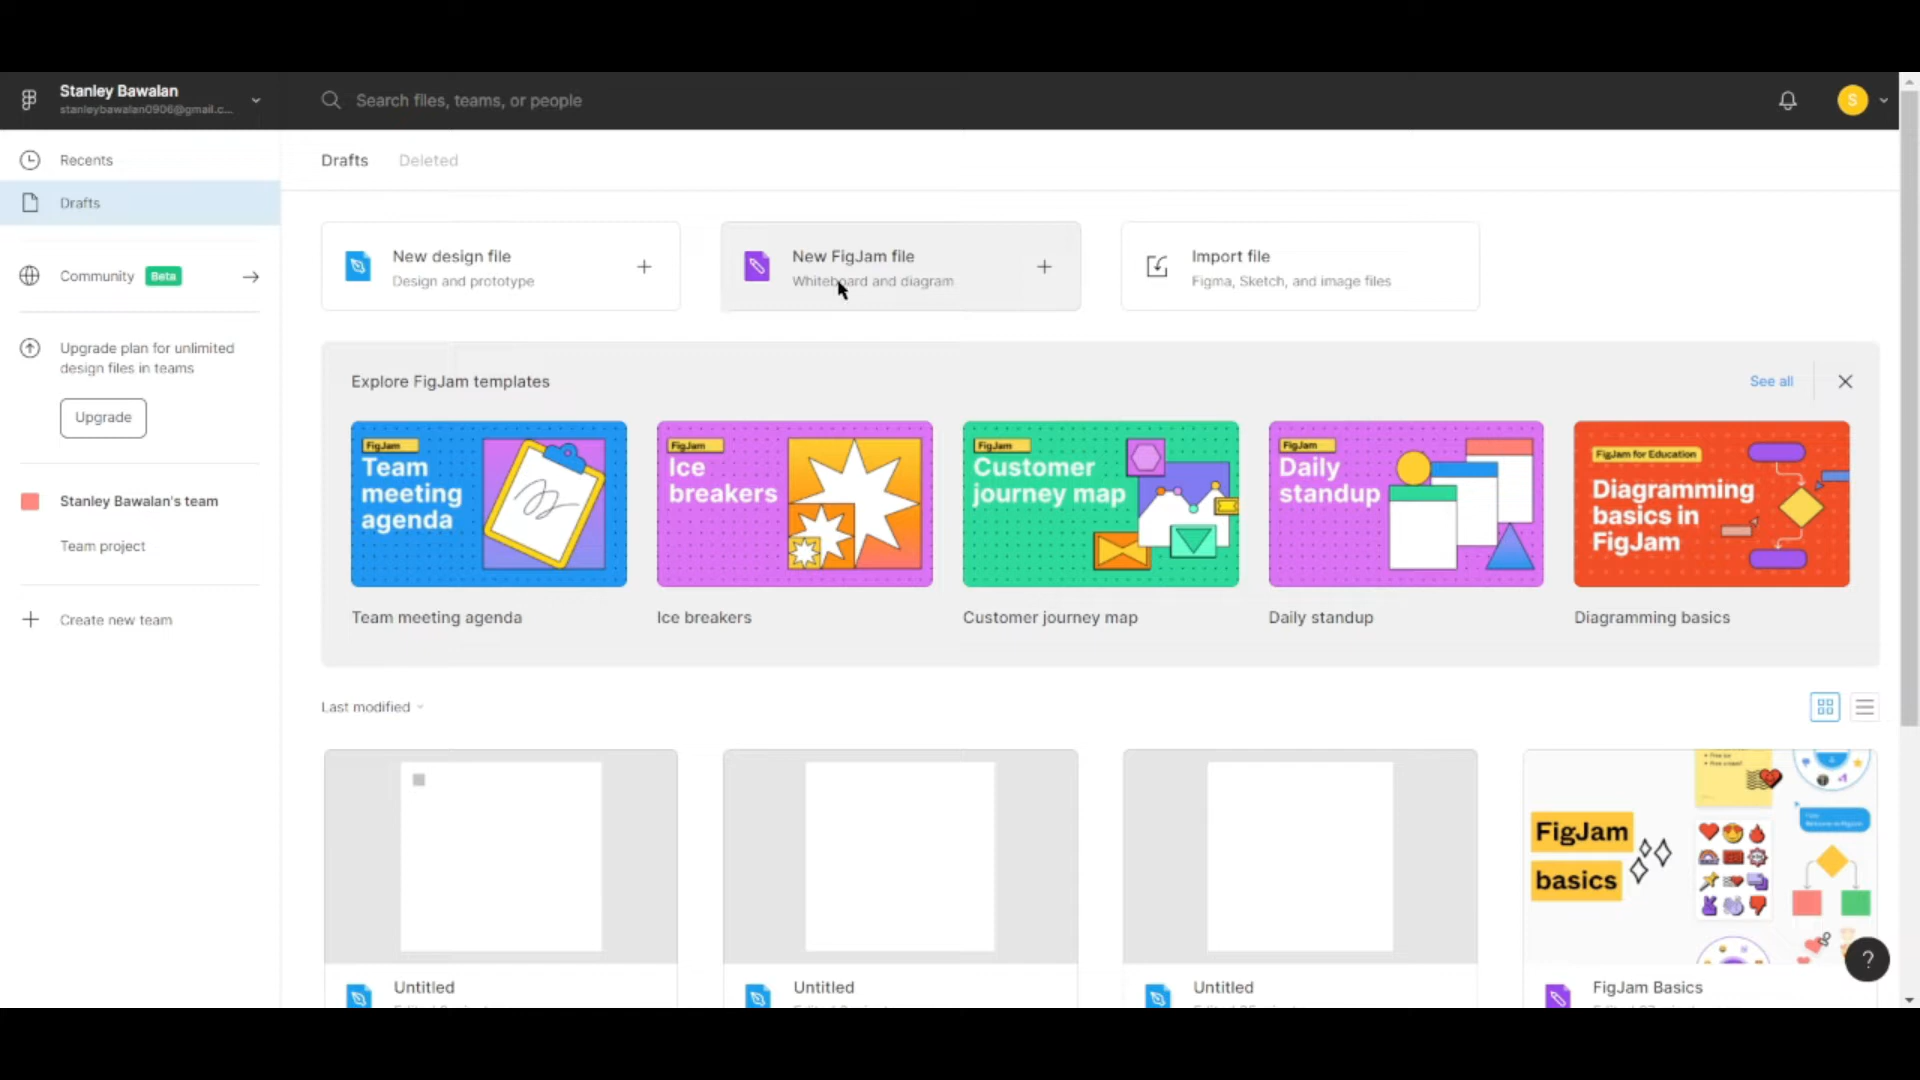 Stanley Bawalan
stanleybawalan0906@gmail.c...
Search files, teams, or people
S
Recents
Drafts
Community Beta
Upgrade plan for unlimited
design files in teams
Upgrade
Stanley Bawalan's team
Team project
Create new team
Drafts Deleted
New design file
Design and prototype
New FigJam file
Whiteboard and diagram
Import file
Figma, Sketch, and image files
Explore FigJam templates
See all
FigJam
Team
meeting
agenda
Team meeting agenda
FigJam
Ice
breakers
Ice breakers
FigJam
Customer
journey map
Customer journey map
FigJam
Daily
standup
Daily standup
FigJam for Education
Diagramming
basics in
FigJam
Diagramming basics
Last modified
FigJam
basics
Untitled
Untitled
Untitled
FigJam Basics
?